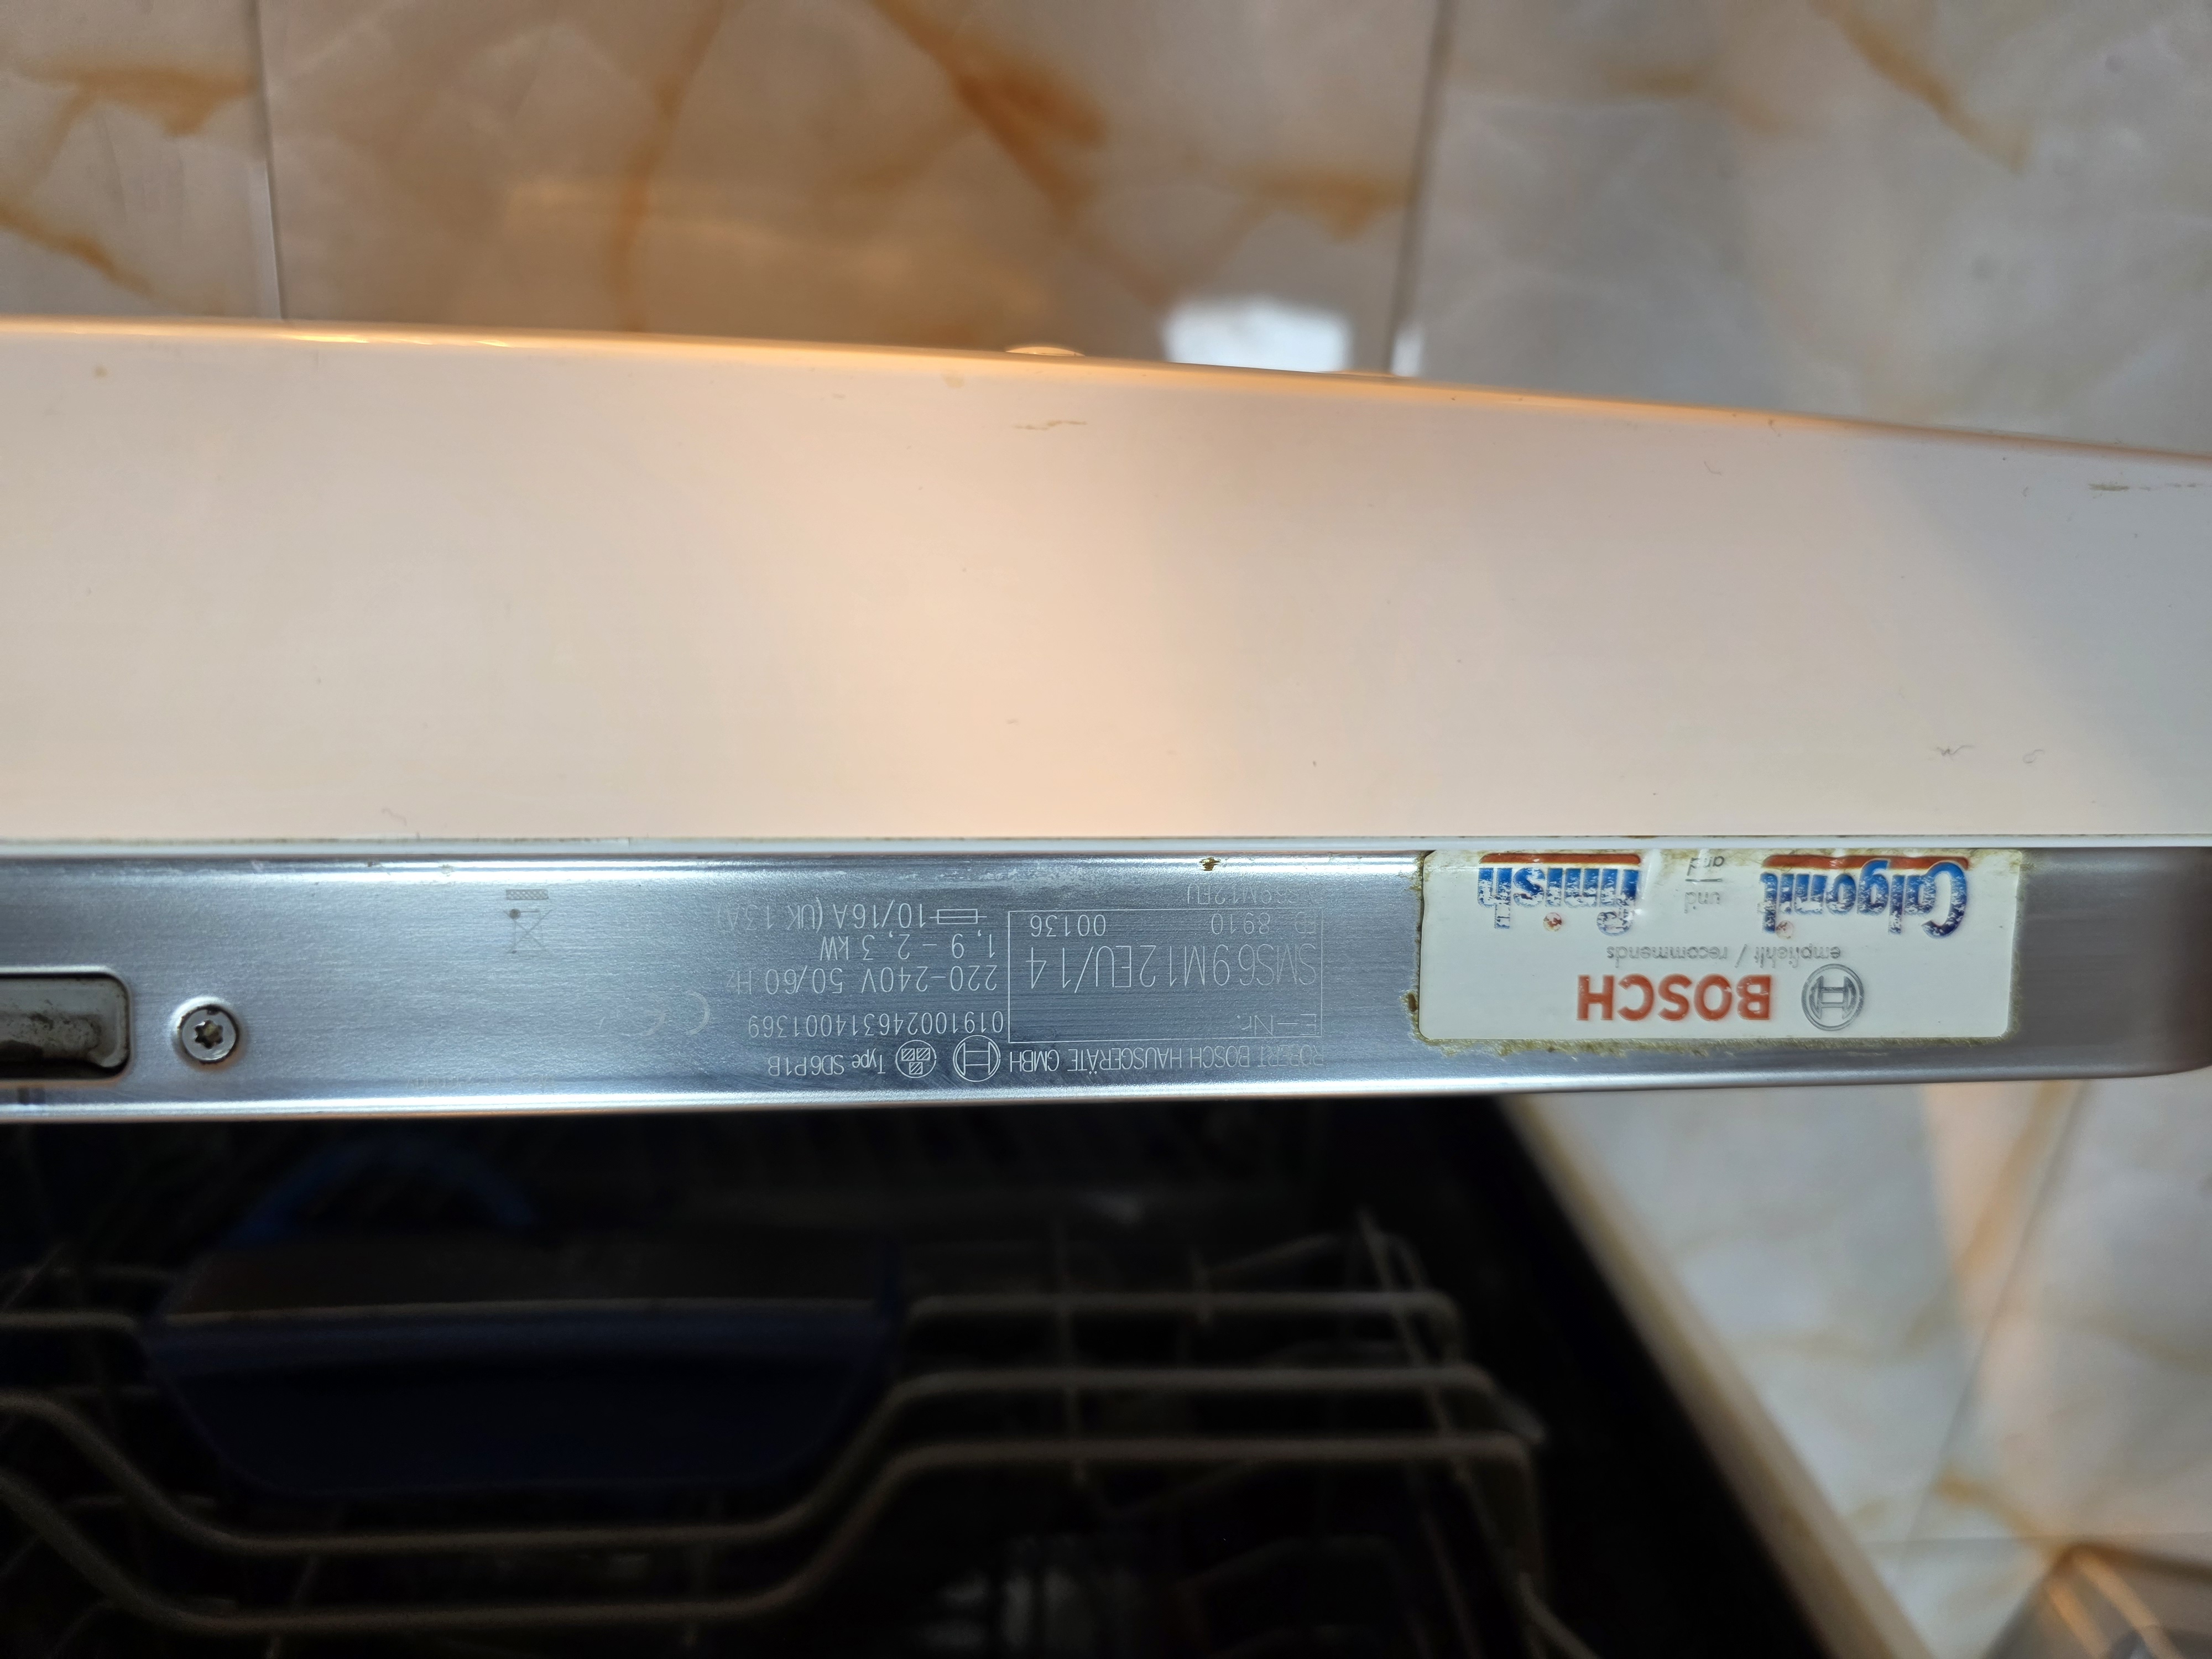 BOSCH
empfiehlt / recommends
Calgonit und and finish
ROBERT BOSCH HAUSGERÄTE GMBH Type SD6P1B
E-Nr. 019100246314001369
SMS69M12EU/14 220-240V 50/60 Hz
1,9 - 2,3 kW
FD 8910 00136 10/16A (UK 13A)
SMS69M12EU